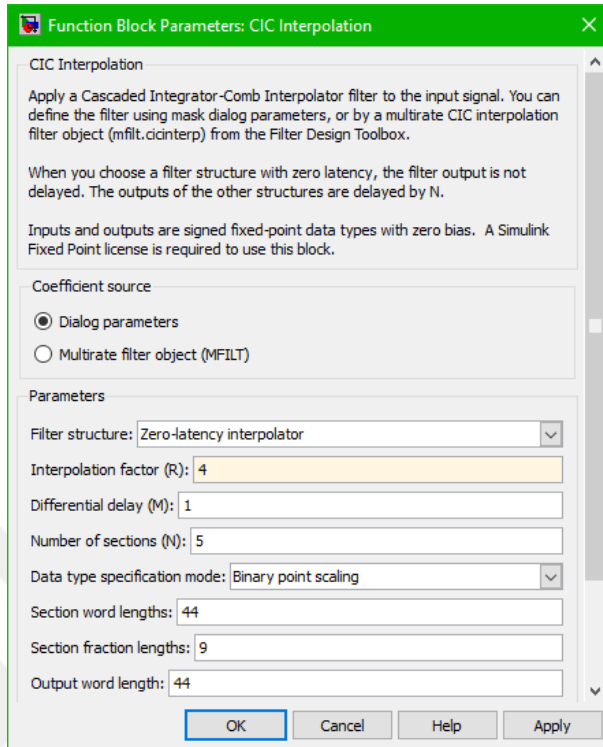 Function Block Parameters: CIC Interpolation
CIC Interpolation
Apply a Cascaded Integrator-Comb Interpolator filter to the input signal. You can
define the filter using mask dialog parameters, or by a multirate CIC interpolation
filter object (mfilt.cicinterp) from the Filter Design Toolbox.
When you choose a filter structure with zero latency, the filter output is not
delayed. The outputs of the other structures are delayed by N.
Inputs and outputs are signed fixed-point data types with zero bias. A Simulink
Fixed Point license is required to use this block.
Coefficient source
Dialog parameters
Multirate filter object (MFILT)
Parameters
Filter structure: Zero-latency interpolator
Interpolation factor (R): 4
Differential delay (M): 1
Number of sections (N): 5
Data type specification mode: Binary point scaling
Section word lengths: 44
Section fraction lengths: 9
Output word length: 44
OK Cancel Help Apply